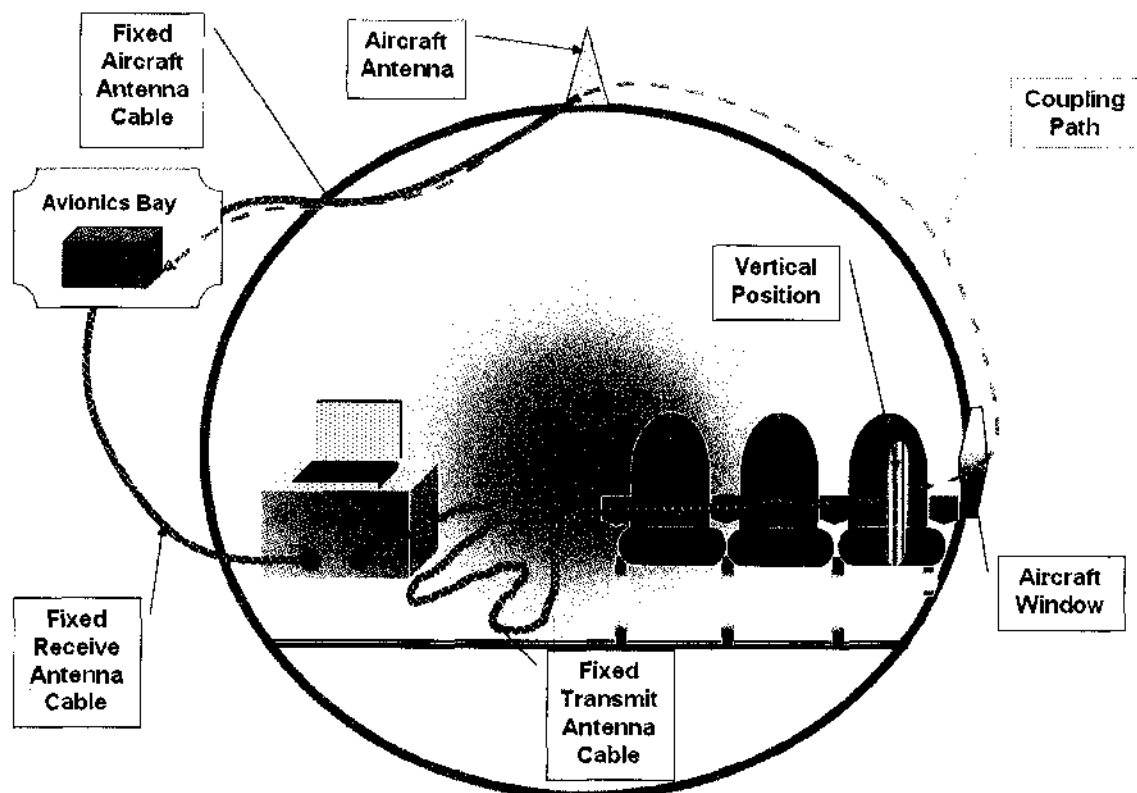 Fixed
Aircraft
Antenna
Cable
Aircraft
Antenna
Coupling
Path
Avionics Bay
Vertical
Position
Aircraft
Window
Fixed
Receive
Antenna
Cable
Fixed
Transmit
Antenna
Cable